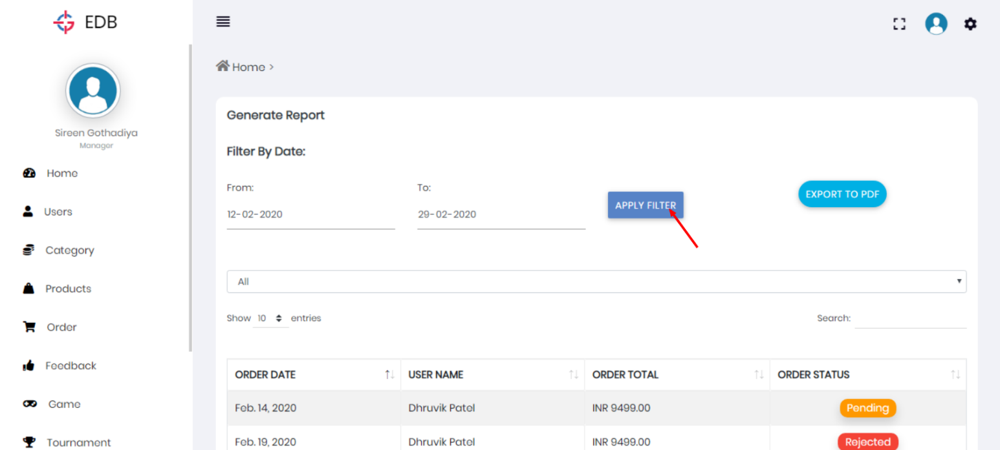 EDB
Sireen Gothadiya
Manager
Home
Users
Category
Products
Order
Feedback
Game
Tournament
Home >
Generate Report
Filter By Date:
From: To:
12-02-2020 29-02-2020
APPLY FILTER
EXPORT TO PDF
All
Show 10 entries Search:
ORDER DATE USER NAME ORDER TOTAL ORDER STATUS
Feb. 14, 2020 Dhruvik Patel INR 9499.00 Pending
Feb. 19, 2020 Dhruvik Patel INR 9499.00 Rejected